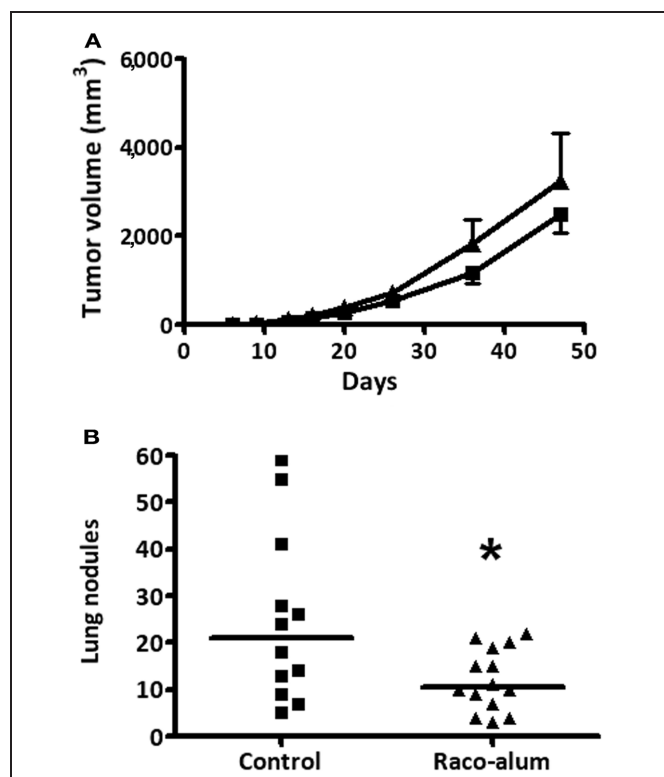 A
Tumor volume (mm³)
6,000
4,000
2,000
0
0 10 20 30 40 50
Days
B
Lung nodules
60
50
40
30
20
10
0
*
Control Raco-alum